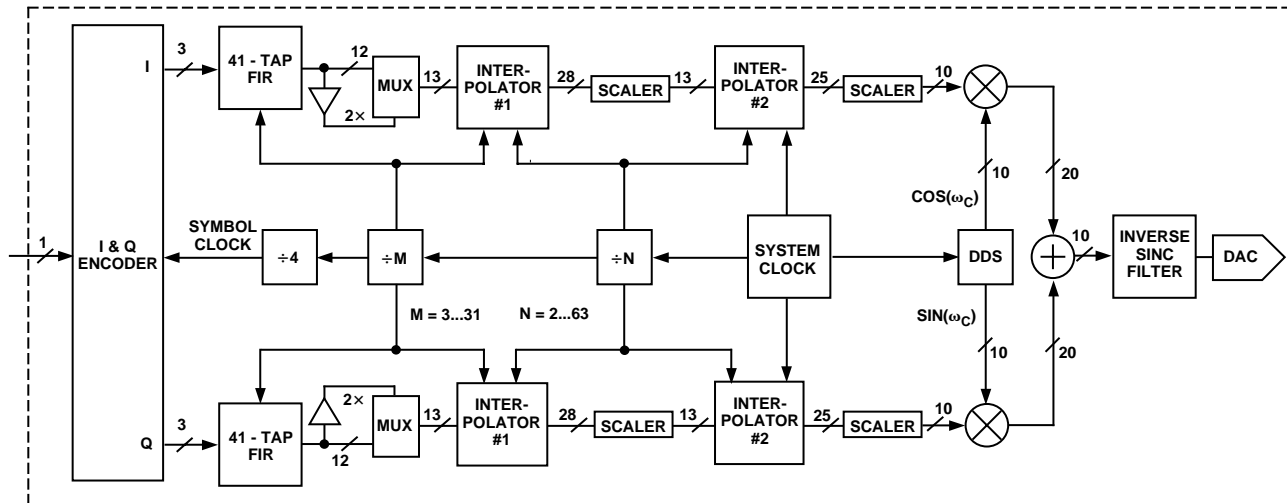 I
3
41 - TAP
FIR
12
2×
MUX
13
INTER-
POLATOR
#1
28
SCALER
13
INTER-
POLATOR
#2
25
SCALER
10
10
COS(ωC)
20
1
I & Q
ENCODER
SYMBOL
CLOCK
÷4
÷M
÷N
SYSTEM
CLOCK
DDS
10
INVERSE
SINC
FILTER
DAC
M = 3...31
N = 2...63
SIN(ωC)
10
20
Q
3
41 - TAP
FIR
2×
12
MUX
13
INTER-
POLATOR
#1
28
SCALER
13
INTER-
POLATOR
#2
25
SCALER
10